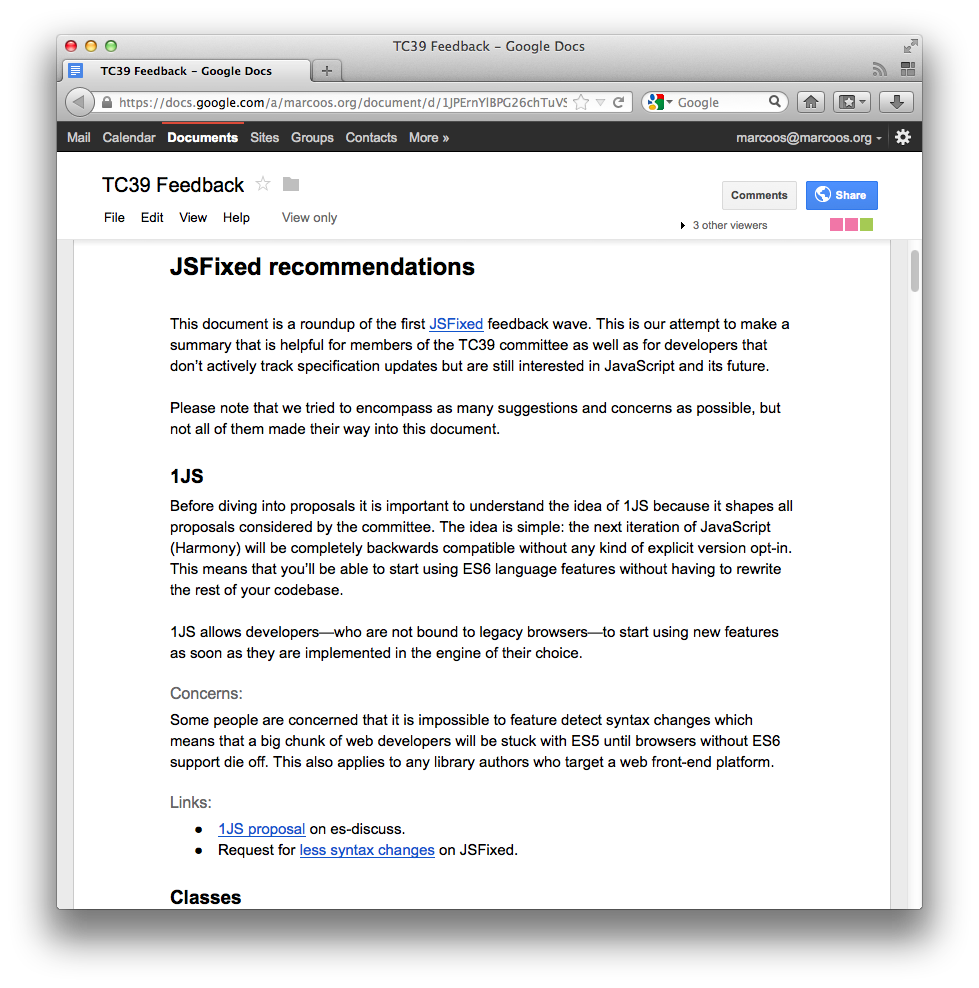 TC39 Feedback - Google Docs
TC39 Feedback - Google Docs
https://docs.google.com/a/marcoos.org/document/d/1JPErnYlBPG26chTuVS
Google
Mail Calendar Documents Sites Groups Contacts More »
marcoos@marcoos.org
TC39 Feedback
Comments
Share
File Edit View Help View only
3 other viewers
JSFixed recommendations
This document is a roundup of the first JSFixed feedback wave. This is our attempt to make a
summary that is helpful for members of the TC39 committee as well as for developers that
don’t actively track specification updates but are still interested in JavaScript and its future.
Please note that we tried to encompass as many suggestions and concerns as possible, but
not all of them made their way into this document.
1JS
Before diving into proposals it is important to understand the idea of 1JS because it shapes all
proposals considered by the committee. The idea is simple: the next iteration of JavaScript
(Harmony) will be completely backwards compatible without any kind of explicit version opt-in.
This means that you’ll be able to start using ES6 language features without having to rewrite
the rest of your codebase.
1JS allows developers—who are not bound to legacy browsers—to start using new features
as soon as they are implemented in the engine of their choice.
Concerns:
Some people are concerned that it is impossible to feature detect syntax changes which
means that a big chunk of web developers will be stuck with ES5 until browsers without ES6
support die off. This also applies to any library authors who target a web front-end platform.
Links:
● 1JS proposal on es-discuss.
● Request for less syntax changes on JSFixed.
Classes